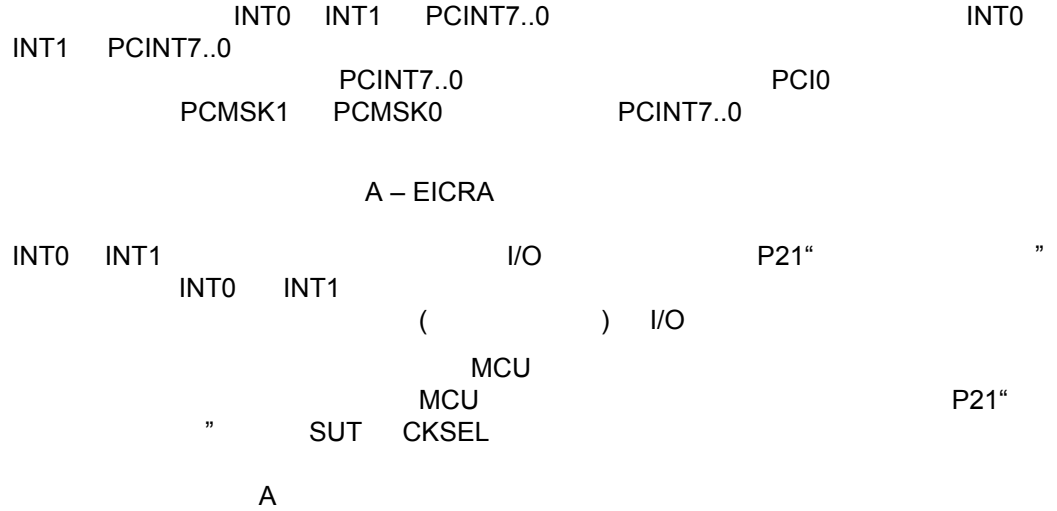 INT0 INT1 PCINT7..0 INT0
INT1 PCINT7..0
PCINT7..0 PCI0
PCMSK1 PCMSK0 PCINT7..0
A – EICRA
INT0 INT1 I/O P21“ ”
INT0 INT1
( ) I/O
MCU
MCU P21“
” SUT CKSEL
A